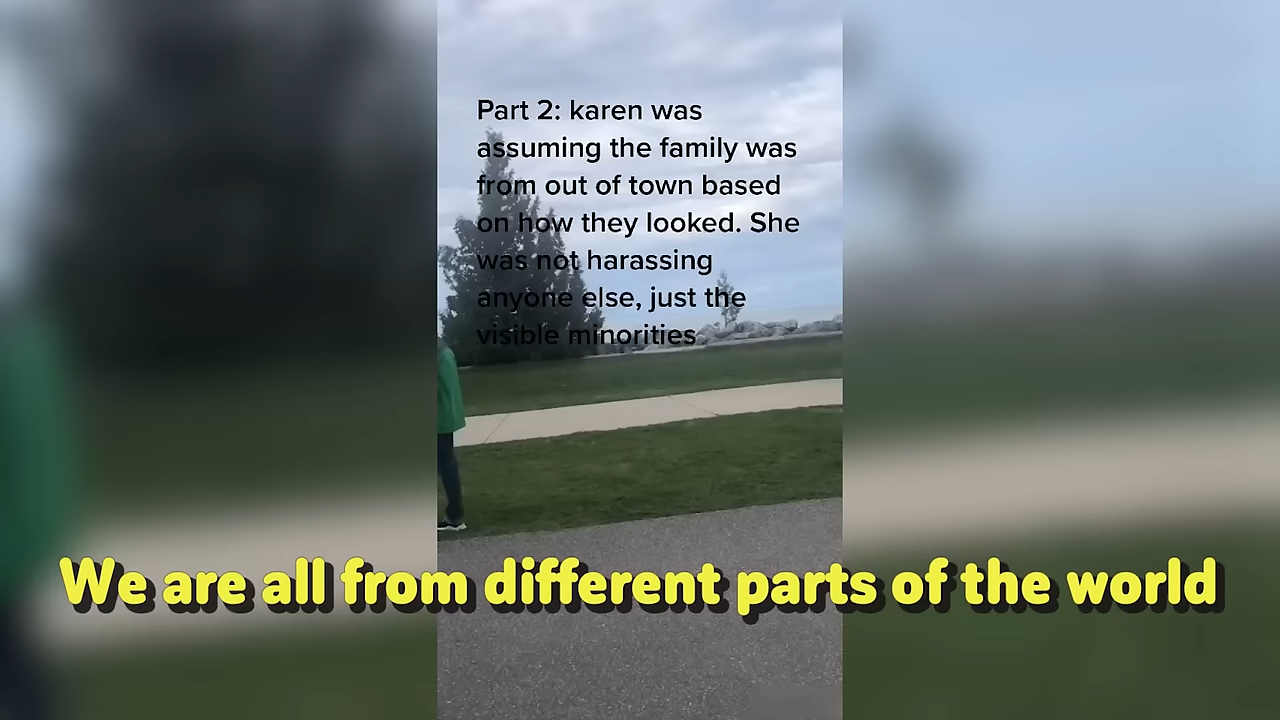 Part 2: karen was
assuming the family was
from out of town based
on how they looked. She
was not harassing
anyone else, just the
visible minorities
We are all from different parts of the world